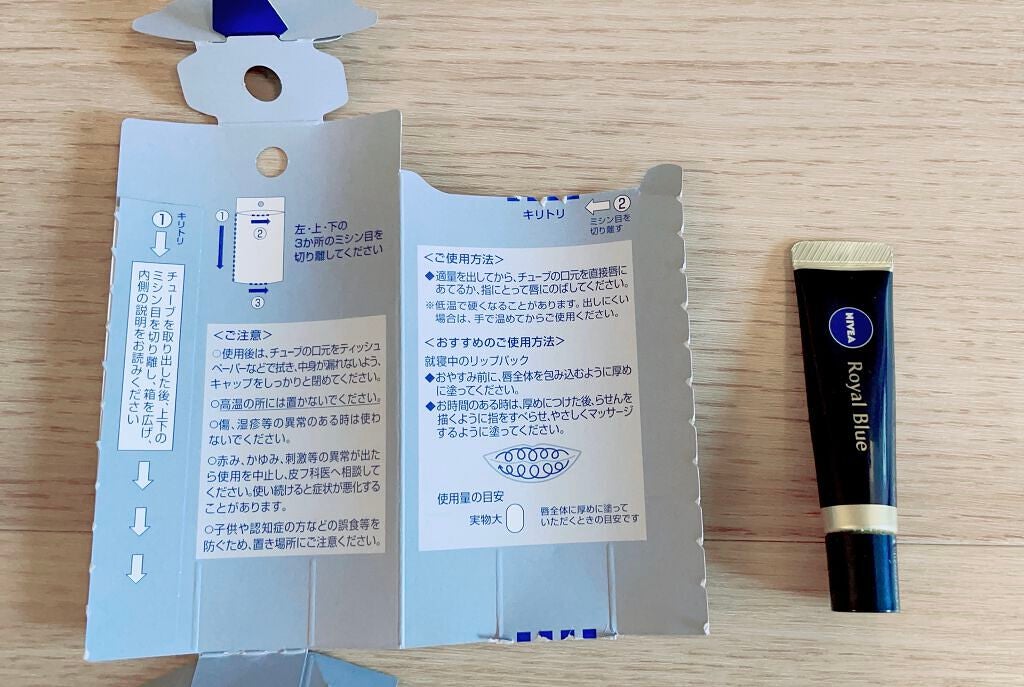 ①
キリトリ
チューブを取り出した後、上下の
ミシン目を切り離し、箱を広げ、
内側の説明をお読みください
①
②
③
左・上・下の
3か所のミシン目を
切り離してください
<ご注意>
○使用後は、チューブの口元をティッシュ
ペーパーなどで拭き、中身が漏れないよう、
キャップをしっかりと閉めてください。
○高温の所には置かないでください。
○傷、湿疹等の異常のある時は使わ
ないでください。
○赤み、かゆみ、刺激等の異常が出た
ら使用を中止し、皮フ科医へ相談して
ください。使い続けると症状が悪化する
ことがあります。
○子供や認知症の方などの誤食等を
防ぐため、置き場所にご注意ください。
キリトリ
②
ミシン目を
切り離す
<ご使用方法>
◆適量を出してから、チューブの口元を直接唇に
あてるか、指にとって唇にのばしてください。
※低温で硬くなることがあります。出しにくい
場合は、手で温めてからご使用ください。
<おすすめのご使用方法>
就寝中のリップパック
◆おやすみ前に、唇全体を包み込むように厚め
に塗ってください。
◆お時間のある時は、厚めにつけた後、らせんを
描くように指をすべらせ、やさしくマッサージ
するように塗ってください。
使用量の目安
実物大
唇全体に厚めに塗って
いただくときの目安です
NIVEA
Royal Blue